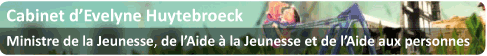 Cabinet d'Evelyne Huytebroeck
Ministre de la Jeunesse, de l'Aide à la Jeunesse et de l'Aide aux personnes